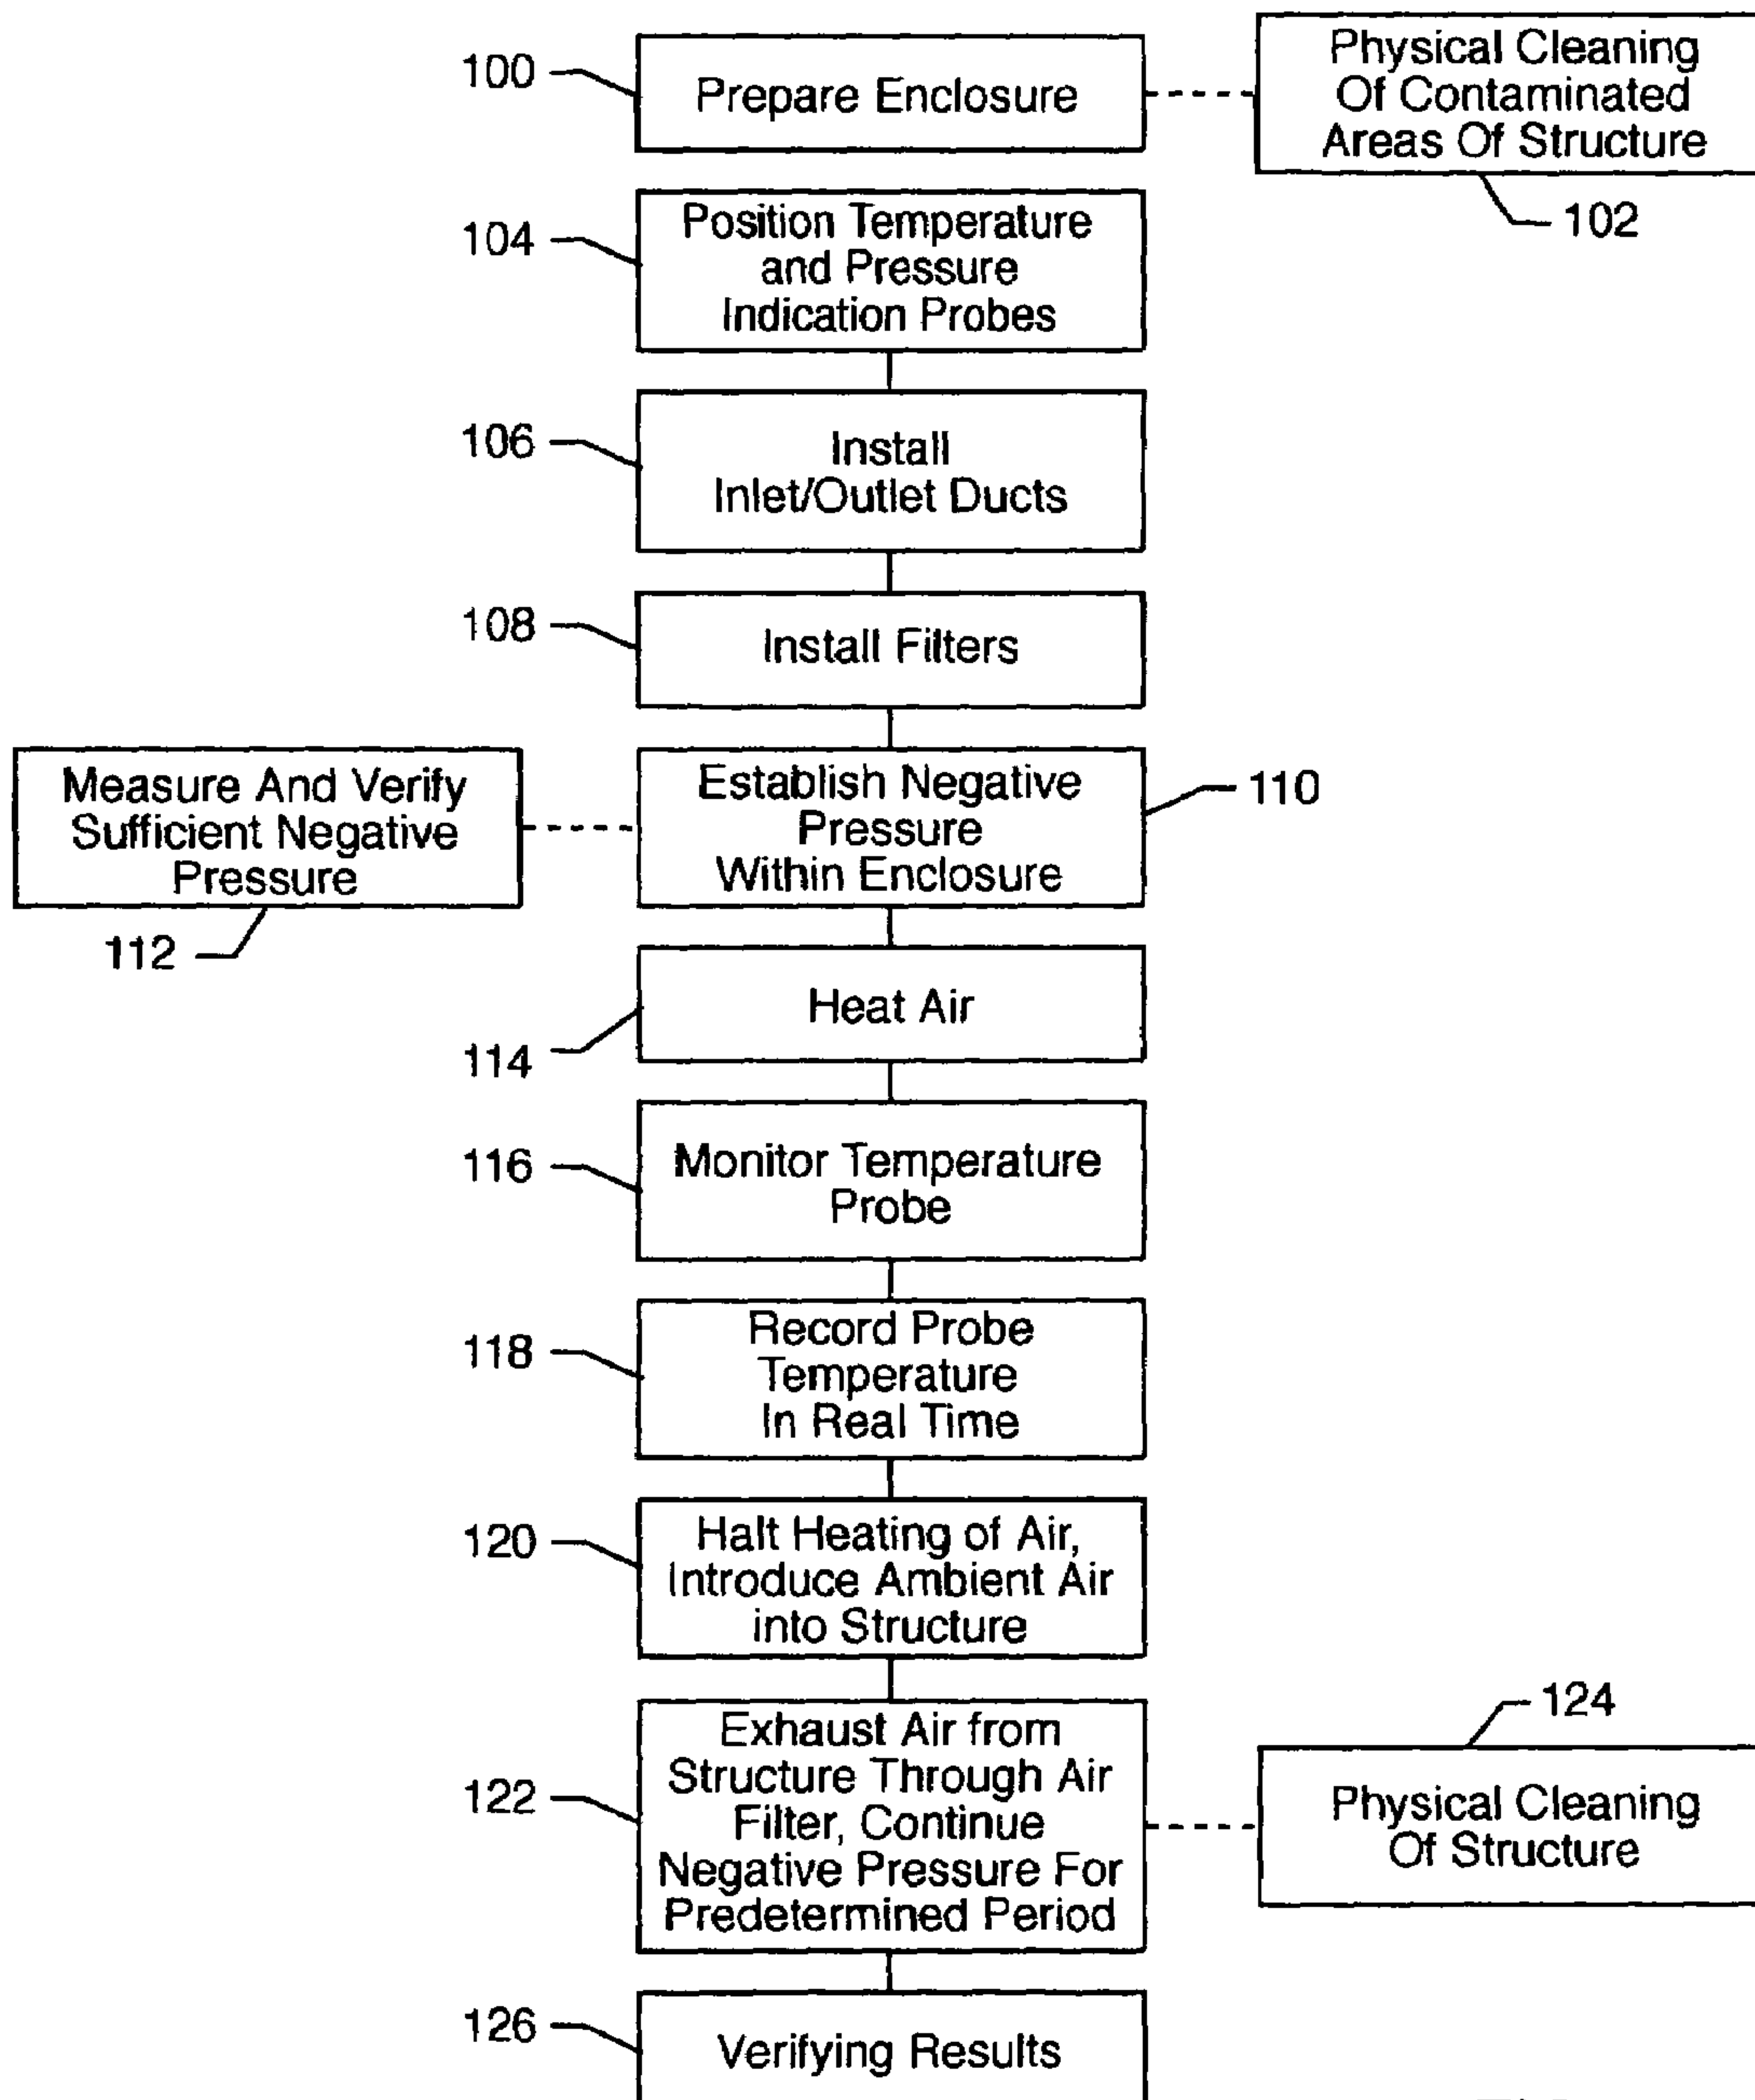 100
Prepare Enclosure
Physical Cleaning
Of Contaminated
Areas Of Structure
102
104
Position Temperature
and Pressure
Indication Probes
106
Install
Inlet/Outlet Ducts
108
Install Filters
Measure And Verify
Sufficient Negative
Pressure
112
Establish Negative
Pressure
Within Enclosure
110
114
Heat Air
116
Monitor Temperature
Probe
118
Record Probe
Temperature
In Real Time
120
Halt Heating of Air,
Introduce Ambient Air
into Structure
122
Exhaust Air from
Structure Through Air
Filter, Continue
Negative Pressure For
Predetermined Period
124
Physical Cleaning
Of Structure
126
Verifying Results